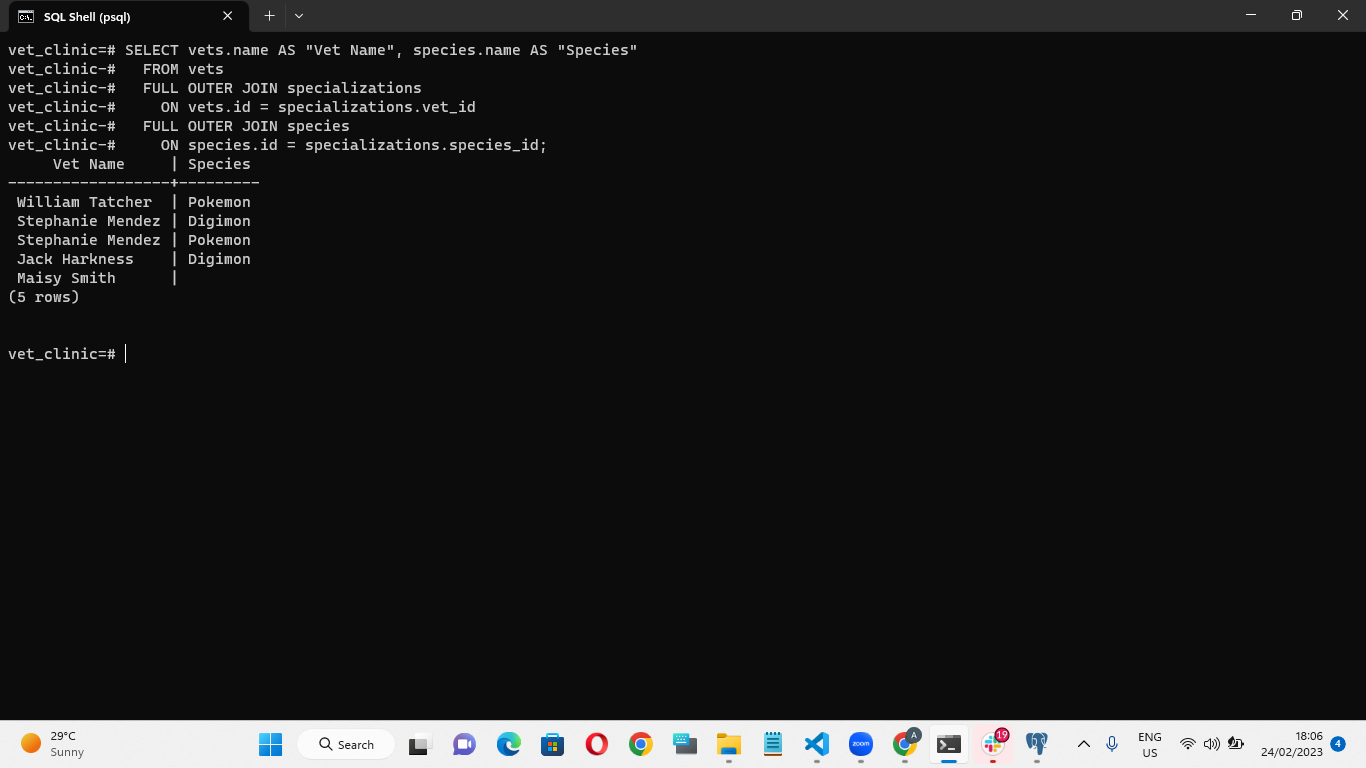 SQL Shell (psql)
vet_clinic=# SELECT vets.name AS "Vet Name", species.name AS "Species"
vet_clinic-#   FROM vets
vet_clinic-#   FULL OUTER JOIN specializations
vet_clinic-#     ON vets.id = specializations.vet_id
vet_clinic-#   FULL OUTER JOIN species
vet_clinic-#     ON species.id = specializations.species_id;
     Vet Name     | Species
------------------+---------
 William Tatcher  | Pokemon
 Stephanie Mendez | Digimon
 Stephanie Mendez | Pokemon
 Jack Harkness    | Digimon
 Maisy Smith      |
(5 rows)
vet_clinic=#
29°C
Sunny
Search
zoom
A
19
ENG
US
18:06
24/02/2023
4